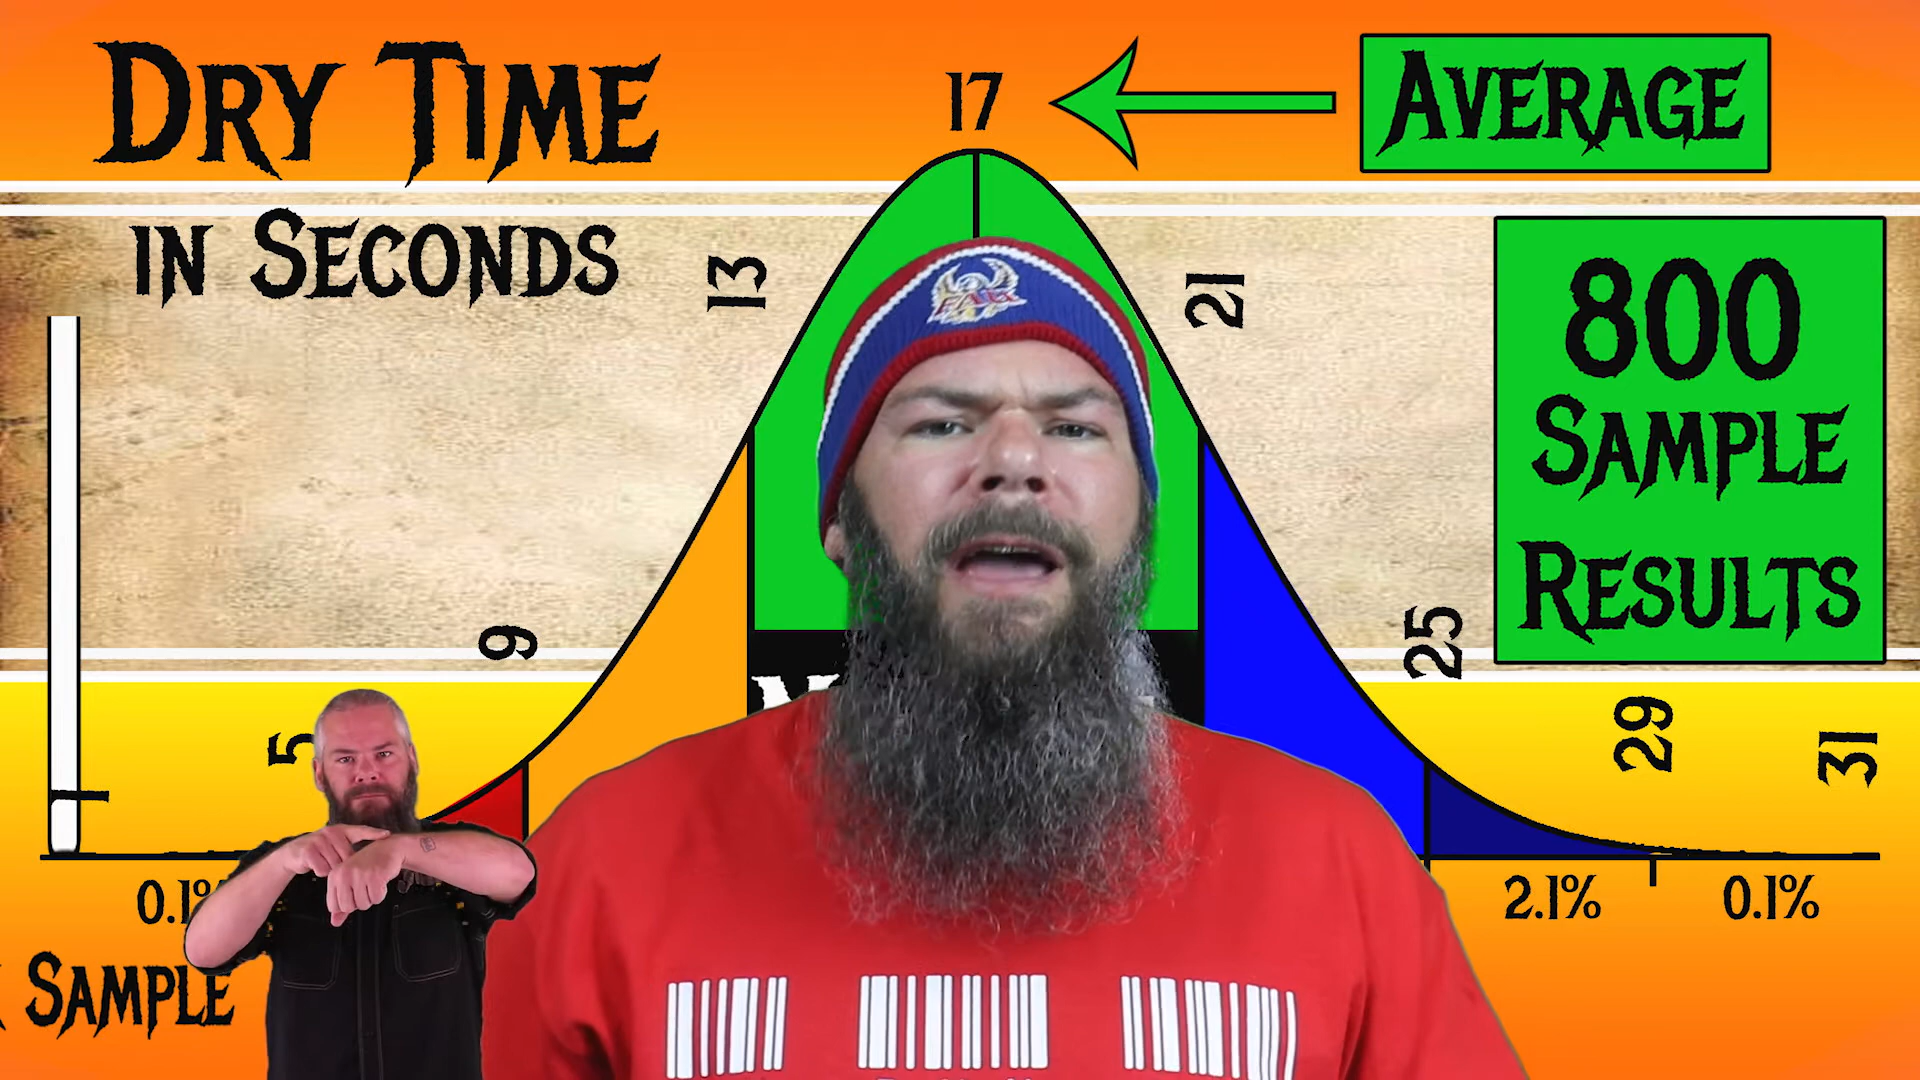 Dry Time
in Seconds
17
Average
13
21
800
Sample
Results
9
25
5
29
31
0.1%
2.1%
0.1%
Sample